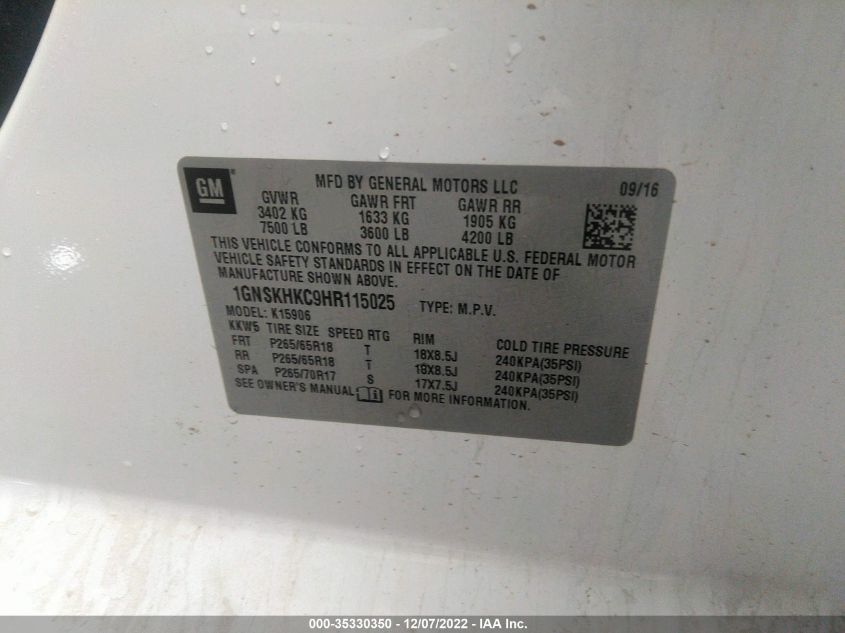 GM
MFD BY GENERAL MOTORS LLC 09/16
GVWR GAWR FRT GAWR RR
3402 KG 1633 KG 1905 KG
7500 LB 3600 LB 4200 LB
THIS VEHICLE CONFORMS TO ALL APPLICABLE U.S. FEDERAL MOTOR
VEHICLE SAFETY STANDARDS IN EFFECT ON THE DATE OF
MANUFACTURE SHOWN ABOVE.
1GNSKHKC9HR115025 TYPE: M.P.V.
MODEL: K15906
KKW5 TIRE SIZE SPEED RTG RIM COLD TIRE PRESSURE
FRT P265/65R18 T 18X8.5J 240KPA(35PSI)
RR P265/65R18 T 18X8.5J 240KPA(35PSI)
SPA P265/70R17 S 17X7.5J 240KPA(35PSI)
SEE OWNER'S MANUAL FOR MORE INFORMATION.
000-35330350 - 12/07/2022 - IAA Inc.